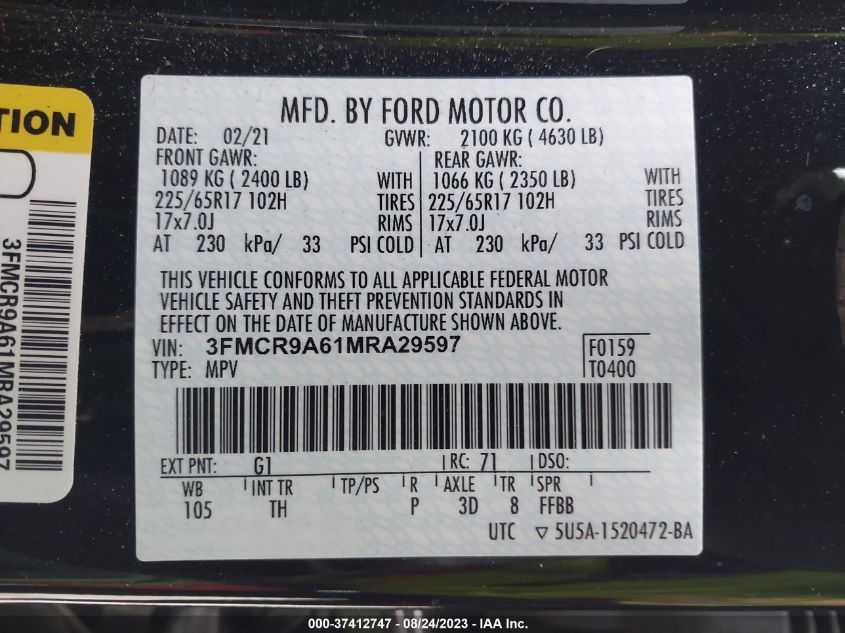 TION
3FMCR9A61MRA29597
MFD. BY FORD MOTOR CO.
DATE: 02/21 GVWR: 2100 KG ( 4630 LB)
FRONT GAWR: REAR GAWR:
1089 KG ( 2400 LB) WITH 1066 KG ( 2350 LB) WITH
225/65R17 102H TIRES 225/65R17 102H TIRES
17x7.0J RIMS 17x7.0J RIMS
AT 230 kPa/ 33 PSI COLD AT 230 kPa/ 33 PSI COLD
THIS VEHICLE CONFORMS TO ALL APPLICABLE FEDERAL MOTOR
VEHICLE SAFETY AND THEFT PREVENTION STANDARDS IN
EFFECT ON THE DATE OF MANUFACTURE SHOWN ABOVE.
VIN: 3FMCR9A61MRA29597 F0159
TYPE: MPV T0400
EXT PNT: G1 RC: 71 DSO:
WB INT TR TP/PS R AXLE TR SPR
105 TH P 3D 8 FFBB
UTC ▽ 5U5A-1520472-BA
000-37412747 - 08/24/2023 - IAA Inc.